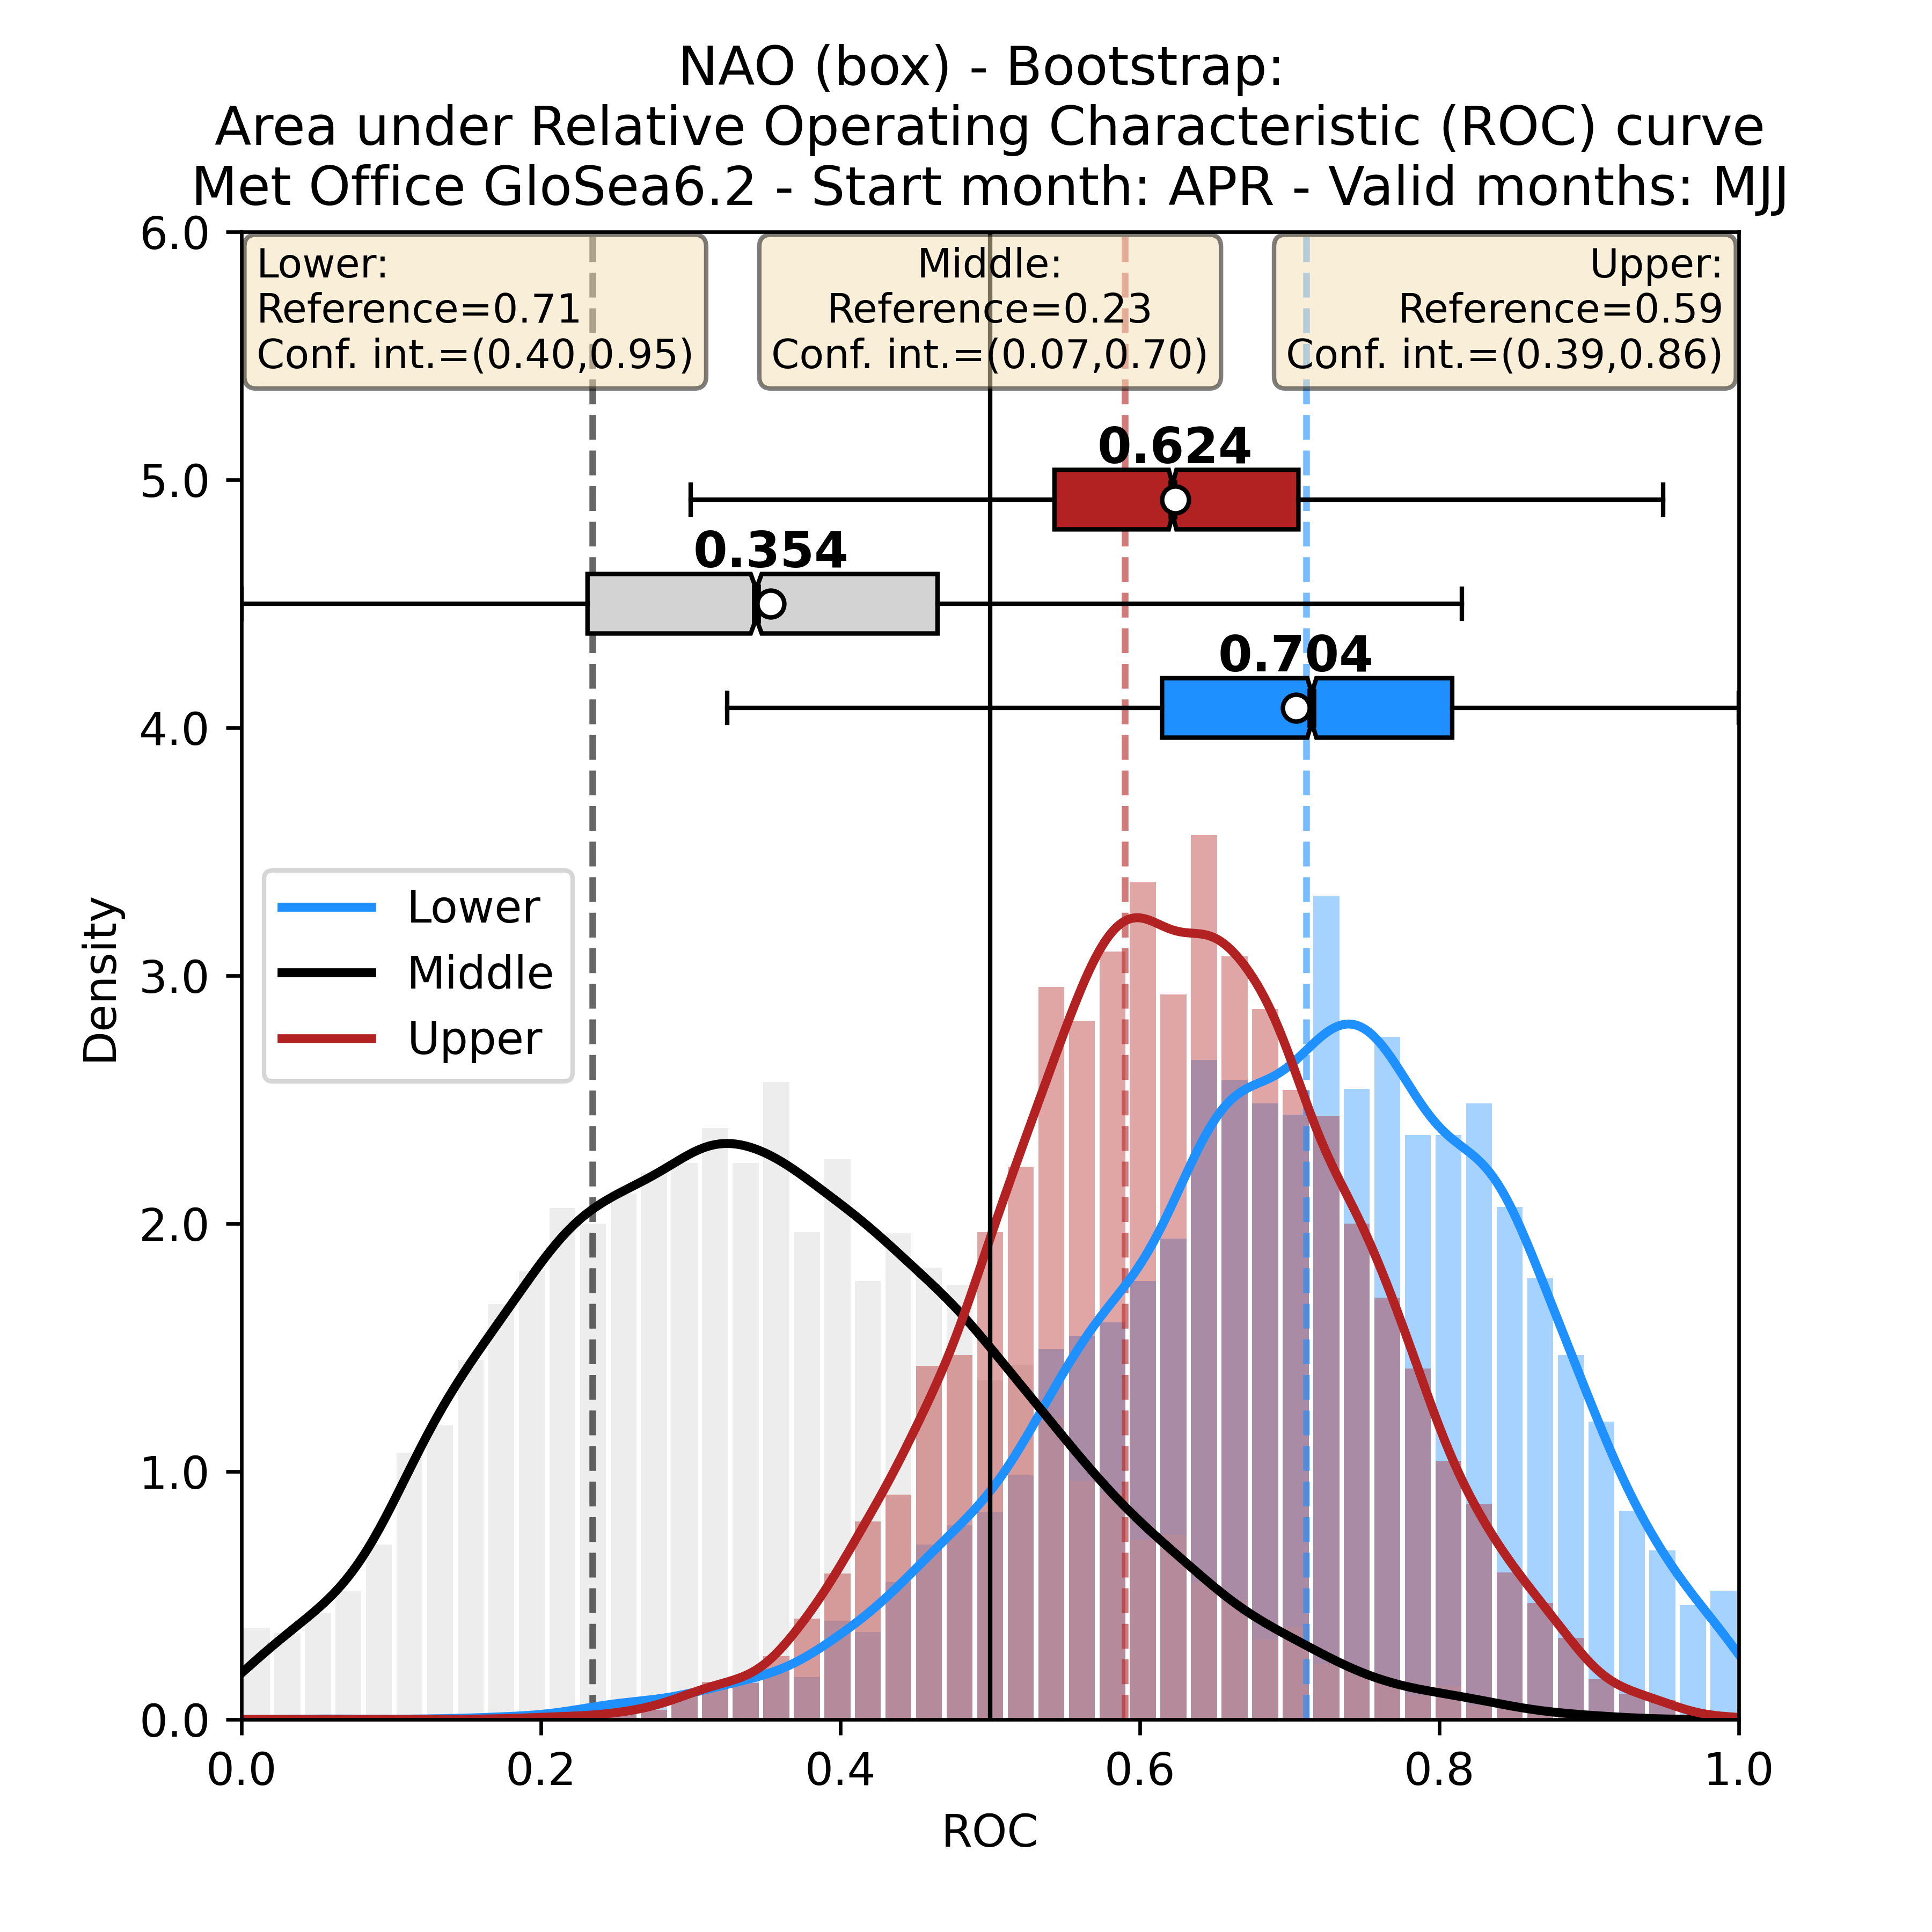 NAO (box) - Bootstrap:
Area under Relative Operating Characteristic (ROC) curve
Met Office GloSea6.2 - Start month: APR - Valid months: MJJ
Lower:
Reference=0.71
Conf. int.=(0.40,0.95)
Middle:
Reference=0.23
Conf. int.=(0.07,0.70)
Upper:
Reference=0.59
Conf. int.=(0.39,0.86)
0.624
0.354
0.704
Lower
Middle
Upper
Density
6.0
5.0
4.0
3.0
2.0
1.0
0.0
0.0 0.2 0.4 0.6 0.8 1.0
ROC